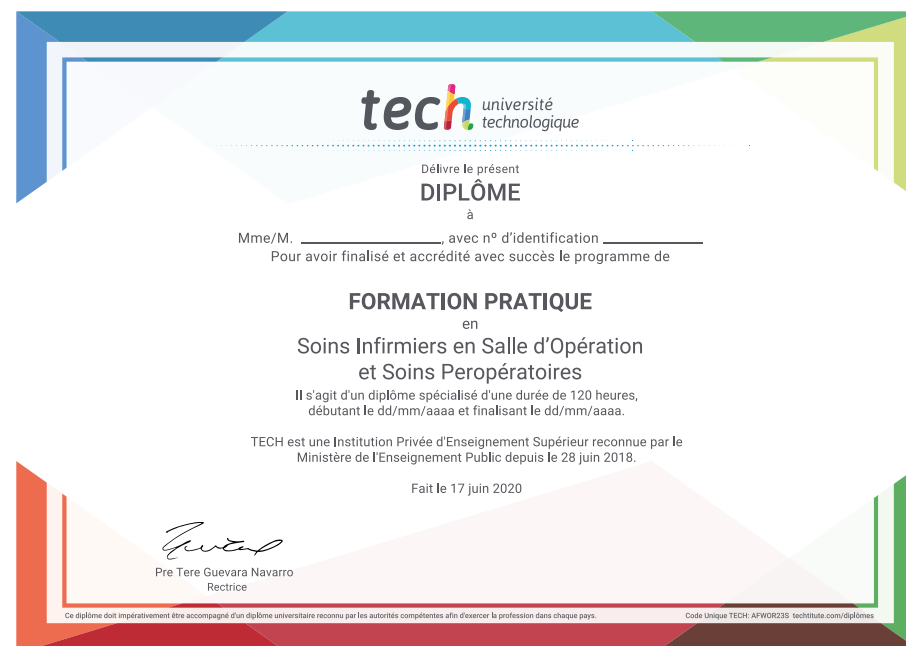 tech université
technologique
Délivre le présent
DIPLÔME
à
Mme/M. ____________________, avec nº d'identification ______________
Pour avoir finalisé et accrédité avec succès le programme de
FORMATION PRATIQUE
en
Soins Infirmiers en Salle d'Opération
et Soins Peropératoires
Il s'agit d'un diplôme spécialisé d'une durée de 120 heures,
débutant le dd/mm/aaaa et finalisant le dd/mm/aaaa.
TECH est une Institution Privée d'Enseignement Supérieur reconnue par le
Ministère de l'Enseignement Public depuis le 28 juin 2018.
Fait le 17 juin 2020
Pre Tere Guevara Navarro
Rectrice
Ce diplôme doit impérativement être accompagné d'un diplôme universitaire reconnu par les autorités compétentes afin d'exercer la profession dans chaque pays.
Code Unique TECH: AFWOR23S techtitute.com/diplômes